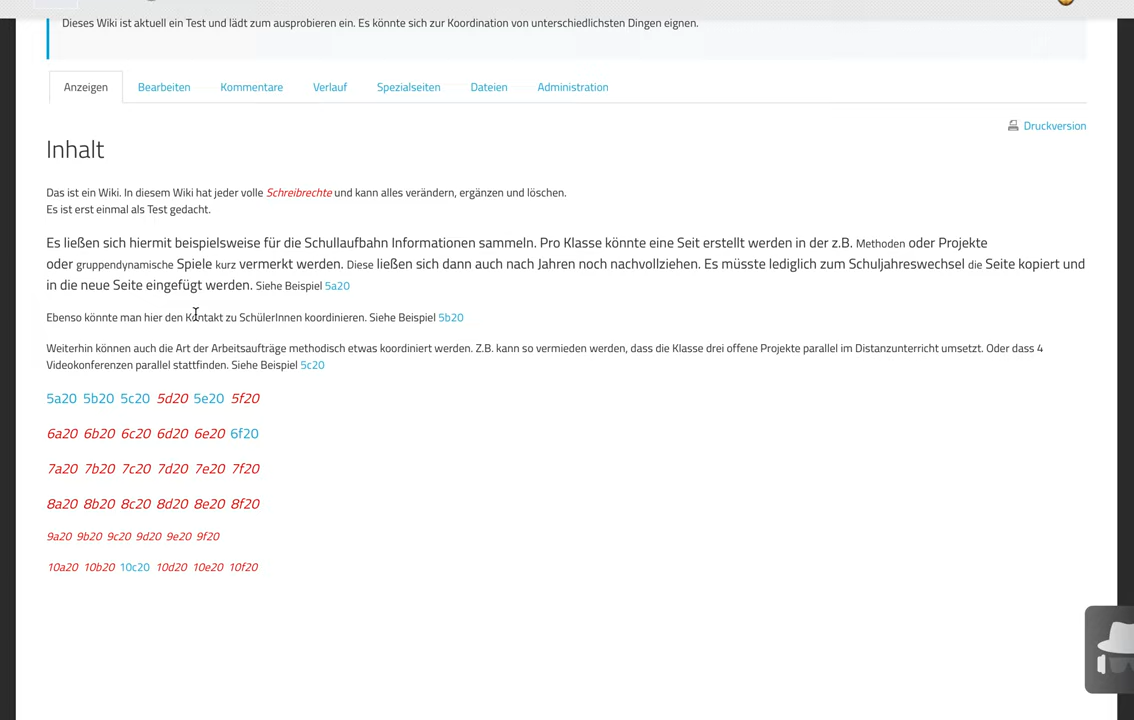 Dieses Wiki ist aktuell ein Test und lädt zum ausprobieren ein. Es könnte sich zur Koordination von unterschiedlichsten Dingen eignen.
Anzeigen Bearbeiten Kommentare Verlauf Spezialseiten Dateien Administration
Druckversion
Inhalt
Das ist ein Wiki. In diesem Wiki hat jeder volle Schreibrechte und kann alles verändern, ergänzen und löschen.
Es ist erst einmal als Test gedacht.
Es ließen sich hiermit beispielsweise für die Schullaufbahn Informationen sammeln. Pro Klasse könnte eine Seit erstellt werden in der z.B. Methoden oder Projekte
oder gruppendynamische Spiele kurz vermerkt werden. Diese ließen sich dann auch nach Jahren noch nachvollziehen. Es müsste lediglich zum Schuljahreswechsel die Seite kopiert und
in die neue Seite eingefügt werden. Siehe Beispiel 5a20
Ebenso könnte man hier den Kontakt zu SchülerInnen koordinieren. Siehe Beispiel 5b20
Weiterhin können auch die Art der Arbeitsaufträge methodisch etwas koordiniert werden. Z.B. kann so vermieden werden, dass die Klasse drei offene Projekte parallel im Distanzunterricht umsetzt. Oder dass 4
Videokonferenzen parallel stattfinden. Siehe Beispiel 5c20
5a20 5b20 5c20 5d20 5e20 5f20
6a20 6b20 6c20 6d20 6e20 6f20
7a20 7b20 7c20 7d20 7e20 7f20
8a20 8b20 8c20 8d20 8e20 8f20
9a20 9b20 9c20 9d20 9e20 9f20
10a20 10b20 10c20 10d20 10e20 10f20